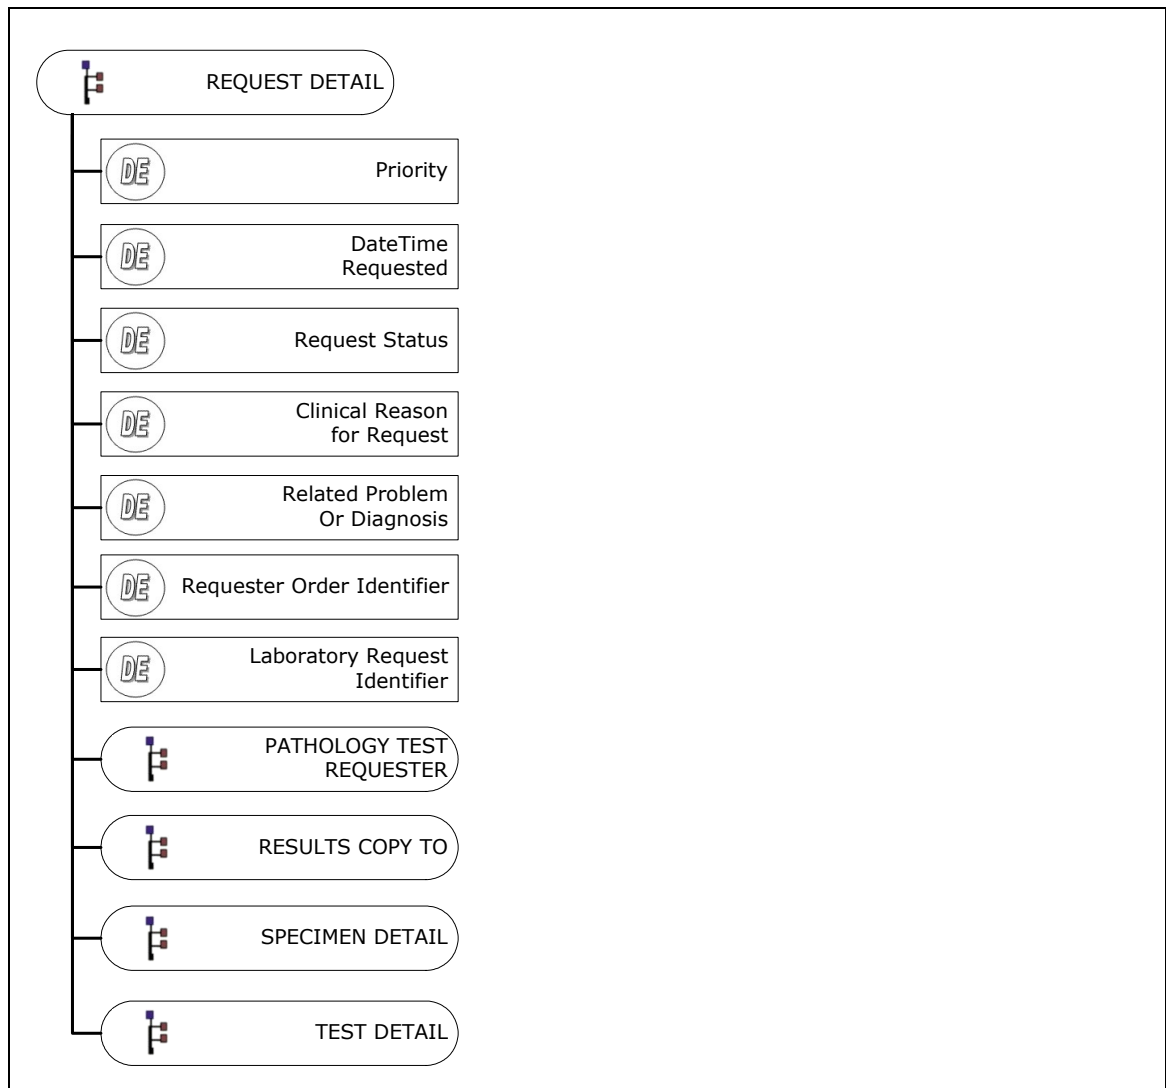 REQUEST DETAIL
DE
Priority
DE
DateTime
Requested
DE
Request Status
DE
Clinical Reason
for Request
DE
Related Problem
Or Diagnosis
DE
Requester Order Identifier
DE
Laboratory Request
Identifier
PATHOLOGY TEST
REQUESTER
RESULTS COPY TO
SPECIMEN DETAIL
TEST DETAIL